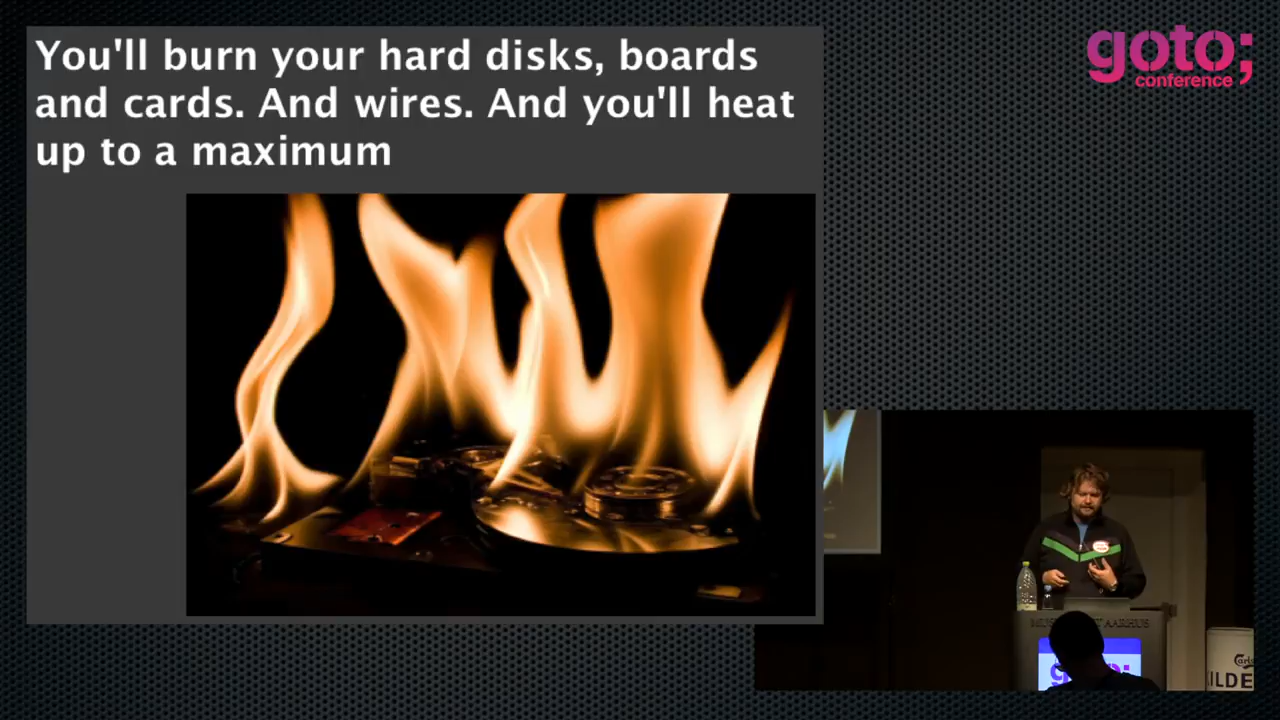 You'll burn your hard disks, boards
and cards. And wires. And you'll heat
up to a maximum
goto;
conference
goto;